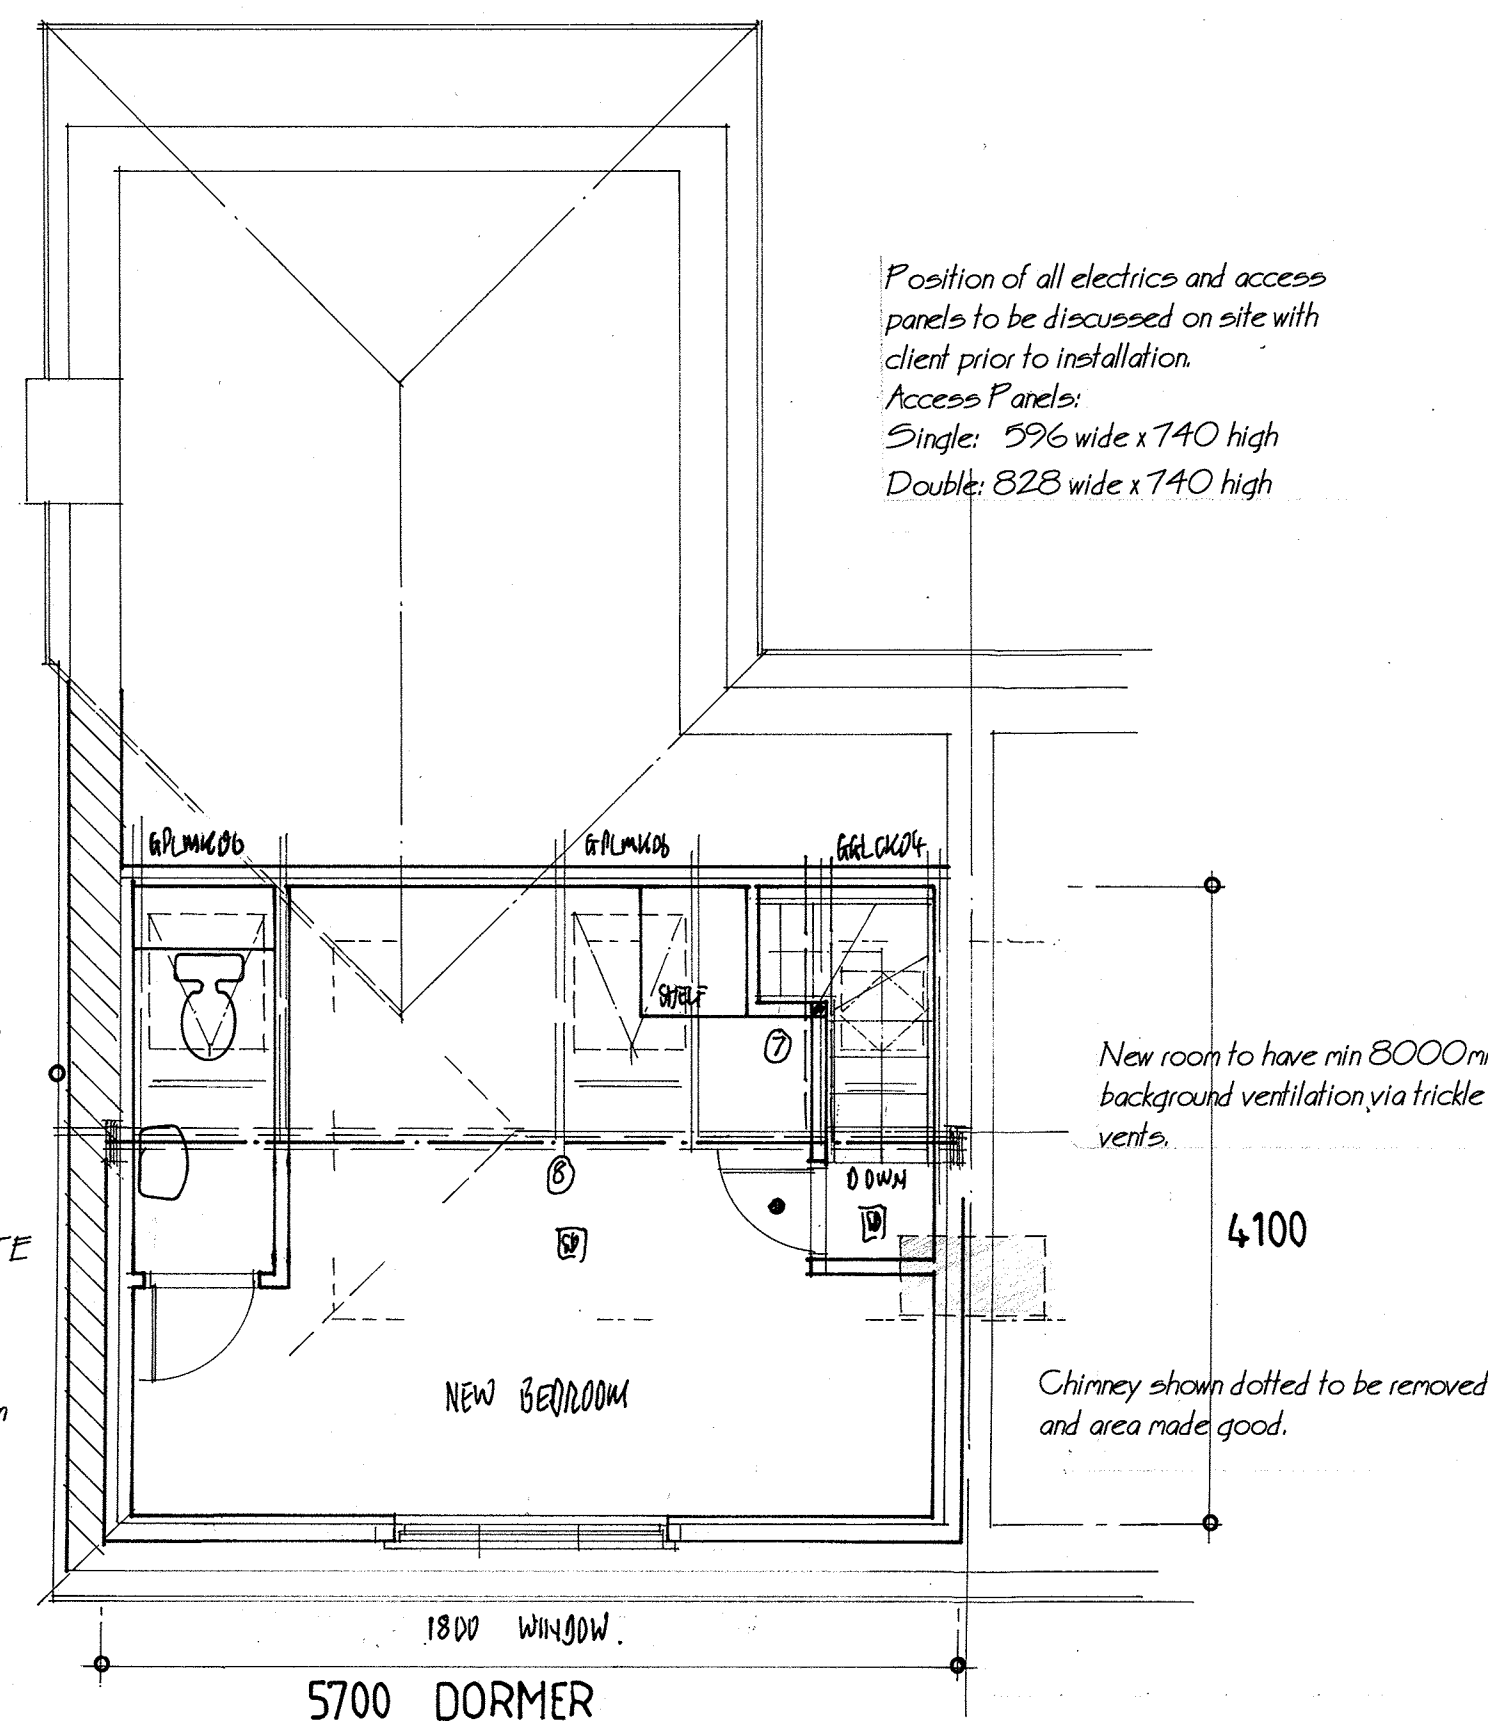 Position of all electrics and access
panels to be discussed on site with
client prior to installation.
Access Panels:
Single: 596 wide x 740 high
Double: 828 wide x 740 high
GPLMK06
GPLMK06
GGLCK04
SHELF
7
New room to have min 8000m
background ventilation via trickle
vents.
8
DOWN
SD
SD
TE
4100
NEW BEDROOM
Chimney shown dotted to be removed
and area made good.
1800 WINDOW.
5700 DORMER